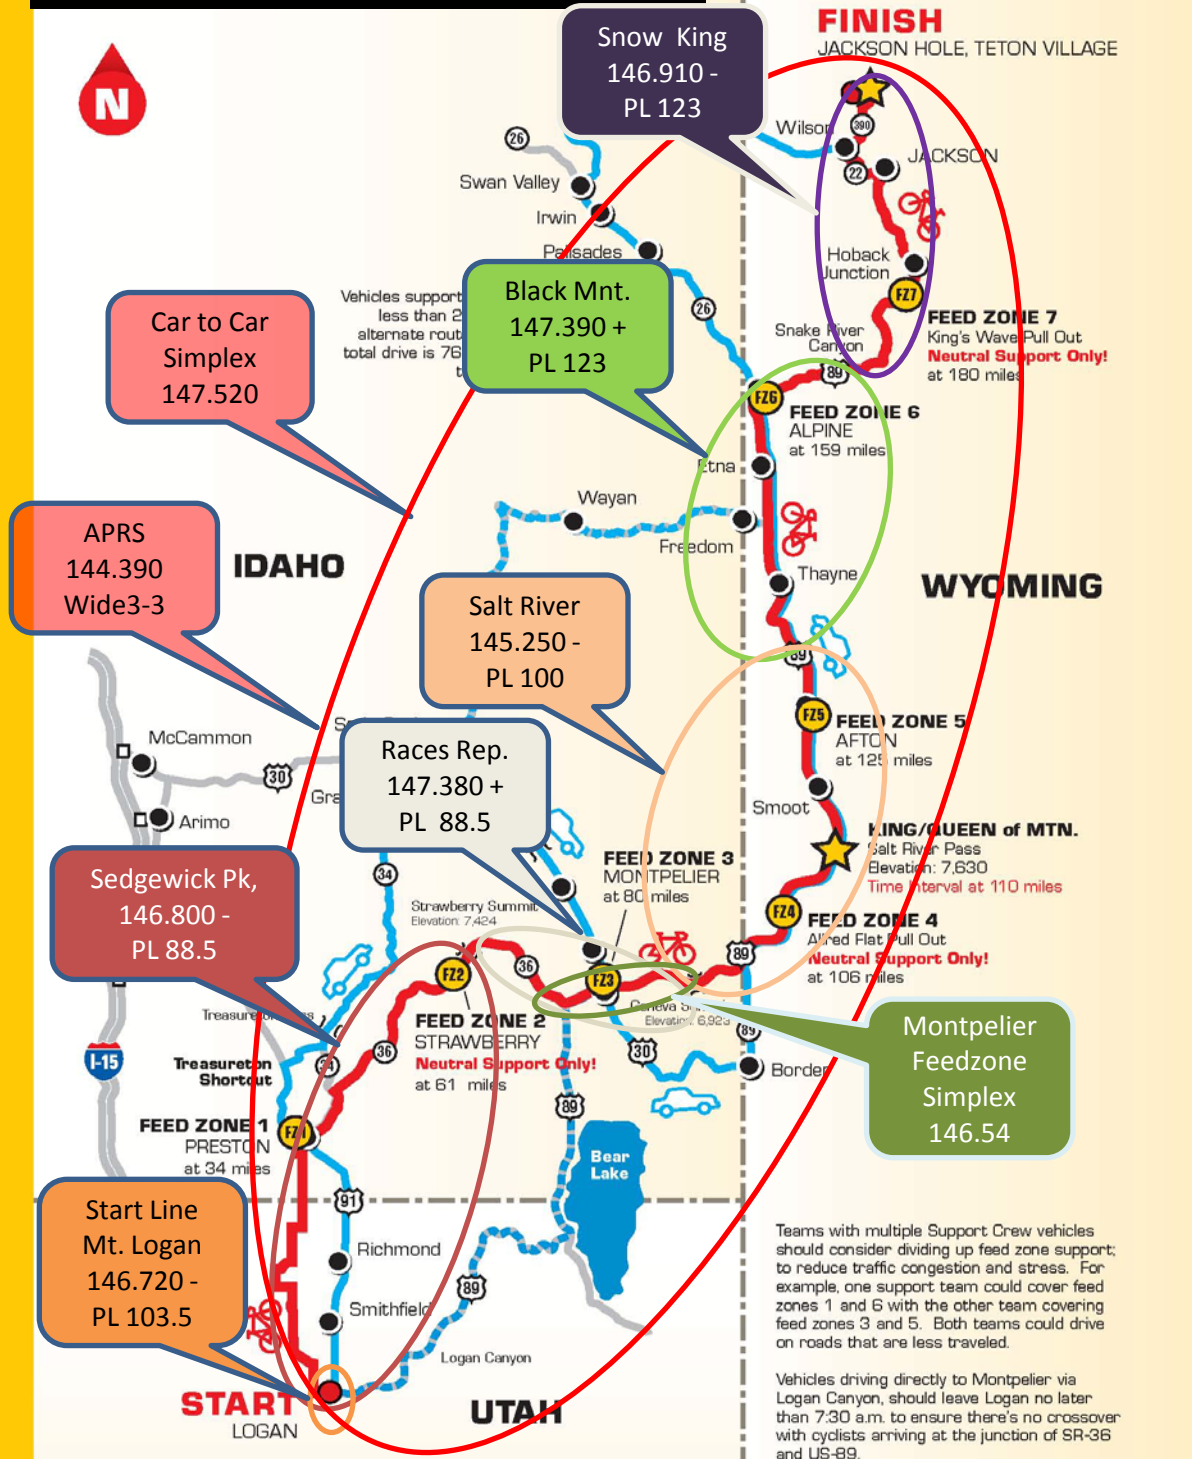 FINISH
JACKSON HOLE, TETON VILLAGE
Snow King
146.910 -
PL 123
N
Wilson
390
JACKSON
22
26
Swan Valley
Irwin
Palisades
Hoback
Junction
FZ7
FEED ZONE 7
King's Wave Pull Out
Neutral Support Only!
at 180 miles
Black Mnt.
147.390 +
PL 123
26
Snake River
Canyon
89
Vehicles support
less than 2
alternate rout
total drive is 76
t
Car to Car
Simplex
147.520
FZ6
FEED ZONE 6
ALPINE
at 159 miles
Etna
Wayan
Freedom
Thayne
APRS
144.390
Wide3-3
IDAHO
WYOMING
Salt River
145.250 -
PL 100
89
FZ5
FEED ZONE 5
AFTON
at 125 miles
Smoot
McCammon
30
Arimo
Gra
Races Rep.
147.380 +
PL 88.5
KING/QUEEN of MTN.
Salt River Pass
Elevation: 7,630
Time Interval at 110 miles
FEED ZONE 3
MONTPELIER
at 80 miles
34
Sedgewick Pk,
146.800 -
PL 88.5
Strawberry Summit
Elevation: 7,424
FZ4
FEED ZONE 4
Allred Flat Pull Out
Neutral Support Only!
at 106 miles
89
36
FZ2
FZ3
Geneva
Elevation: 6,923
FEED ZONE 2
STRAWBERRY
Neutral Support Only!
at 61 miles
36
34
Treasureton
Shortcut
I-15
30
89
Border
Montpelier
Feedzone
Simplex
146.54
89
FEED ZONE 1
PRESTON
at 34 miles
FZ1
Bear
Lake
91
Start Line
Mt. Logan
146.720 -
PL 103.5
Richmond
89
Smithfield
Logan Canyon
START
LOGAN
UTAH
Teams with multiple Support Crew vehicles
should consider dividing up feed zone support;
to reduce traffic congestion and stress. For
example, one support team could cover feed
zones 1 and 6 with the other team covering
feed zones 3 and 5. Both teams could drive
on roads that are less traveled.
Vehicles driving directly to Montpelier via
Logan Canyon, should leave Logan no later
than 7:30 a.m. to ensure there's no crossover
with cyclists arriving at the junction of SR-36
and US-89.